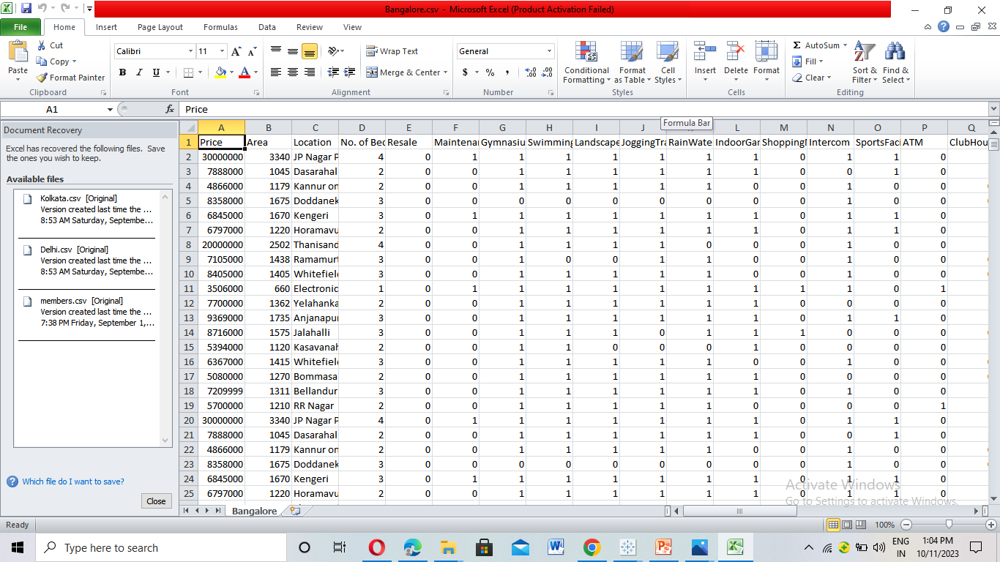 Bangalore.csv - Microsoft Excel (Product Activation Failed)
File Home Insert Page Layout Formulas Data Review View
Paste
Cut
Copy
Format Painter
Clipboard
Calibri 11
B I U
Font
Wrap Text
Merge & Center
Alignment
General
$ % ,
Number
Conditional Formatting
Format as Table
Cell Styles
Styles
Insert Delete Format
Cells
AutoSum
Fill
Clear
Sort & Filter
Find & Select
Editing
A1 fx Price
Formula Bar
Document Recovery
Excel has recovered the following files. Save
the ones you wish to keep.
Available files
Kolkata.csv [Original]
Version created last time the ...
8:53 AM Saturday, Septembe...
Delhi.csv [Original]
Version created last time the ...
8:53 AM Saturday, Septembe...
members.csv [Original]
Version created last time the ...
7:38 PM Friday, September 1,...
Which file do I want to save?
Close
A B C D E F G H I J K L M N O P Q
1 Price Area Location No. of Bec Resale Maintenai Gymnasiu Swimming Landscape JoggingTra RainWate IndoorGar Shopping Intercom SportsFaci ATM ClubHou
2 30000000 3340 JP Nagar P 4 0 1 1 1 1 1 1 1 0 1 1 0
3 7888000 1045 Dasarahal 2 0 0 1 1 1 1 1 1 0 0 1 0
4 4866000 1179 Kannur on 2 0 0 1 1 1 1 1 0 0 1 0 0
5 8358000 1675 Doddanek 3 0 0 0 0 0 0 0 0 0 1 0 0
6 6845000 1670 Kengeri 3 0 1 1 1 1 1 1 1 0 1 1 0
7 6797000 1220 Horamavu 2 0 0 1 1 1 1 1 1 0 1 1 0
8 20000000 2502 Thanisand 4 0 0 1 1 1 1 0 0 0 1 1 0
9 7105000 1438 Ramamurt 3 0 0 1 0 0 1 1 0 0 1 0 0
10 8405000 1405 Whitefield 3 0 0 1 1 1 1 1 0 0 1 0 0
11 3506000 660 Electronic 1 0 1 1 1 1 1 1 1 1 1 0 1
12 7700000 1362 Yelahanka 2 0 0 1 1 1 1 1 1 0 1 0 0
13 9369000 1735 Anjanapur 3 0 0 1 1 1 1 1 1 0 1 1 0
14 8716000 1575 Jalahalli 3 0 0 1 1 1 0 1 1 1 0 0 0
15 5394000 1120 Kasavanah 2 0 0 1 1 0 0 0 1 0 1 0 0
16 6367000 1415 Whitefield 3 0 0 1 1 1 1 1 0 0 1 0 0
17 5080000 1270 Bommasa 2 0 0 1 1 1 1 1 1 0 0 0 0
18 7209999 1311 Bellandur 3 0 0 1 1 1 1 1 1 0 1 0 0
19 5700000 1210 RR Nagar 2 0 0 1 1 1 1 1 0 0 0 0 1
20 30000000 3340 JP Nagar P 4 0 1 1 1 1 1 1 1 0 1 1 0
21 7888000 1045 Dasarahal 2 0 0 1 1 1 1 1 1 0 0 1 0
22 4866000 1179 Kannur on 2 0 0 1 1 1 1 1 0 0 1 0 0
23 8358000 1675 Doddanek 3 0 0 0 0 0 0 0 0 0 1 0 0
24 6845000 1670 Kengeri 3 0 1 1 1 1 1 1 1 0 1 1 0
25 6797000 1220 Horamavu 2 0 0 1 1 1 1 1 1 0 1 1 0
Activate Windows
Go to Settings to activate Windows.
Bangalore
Ready 100%
Type here to search
ENG
IN
1:04 PM
10/11/2023